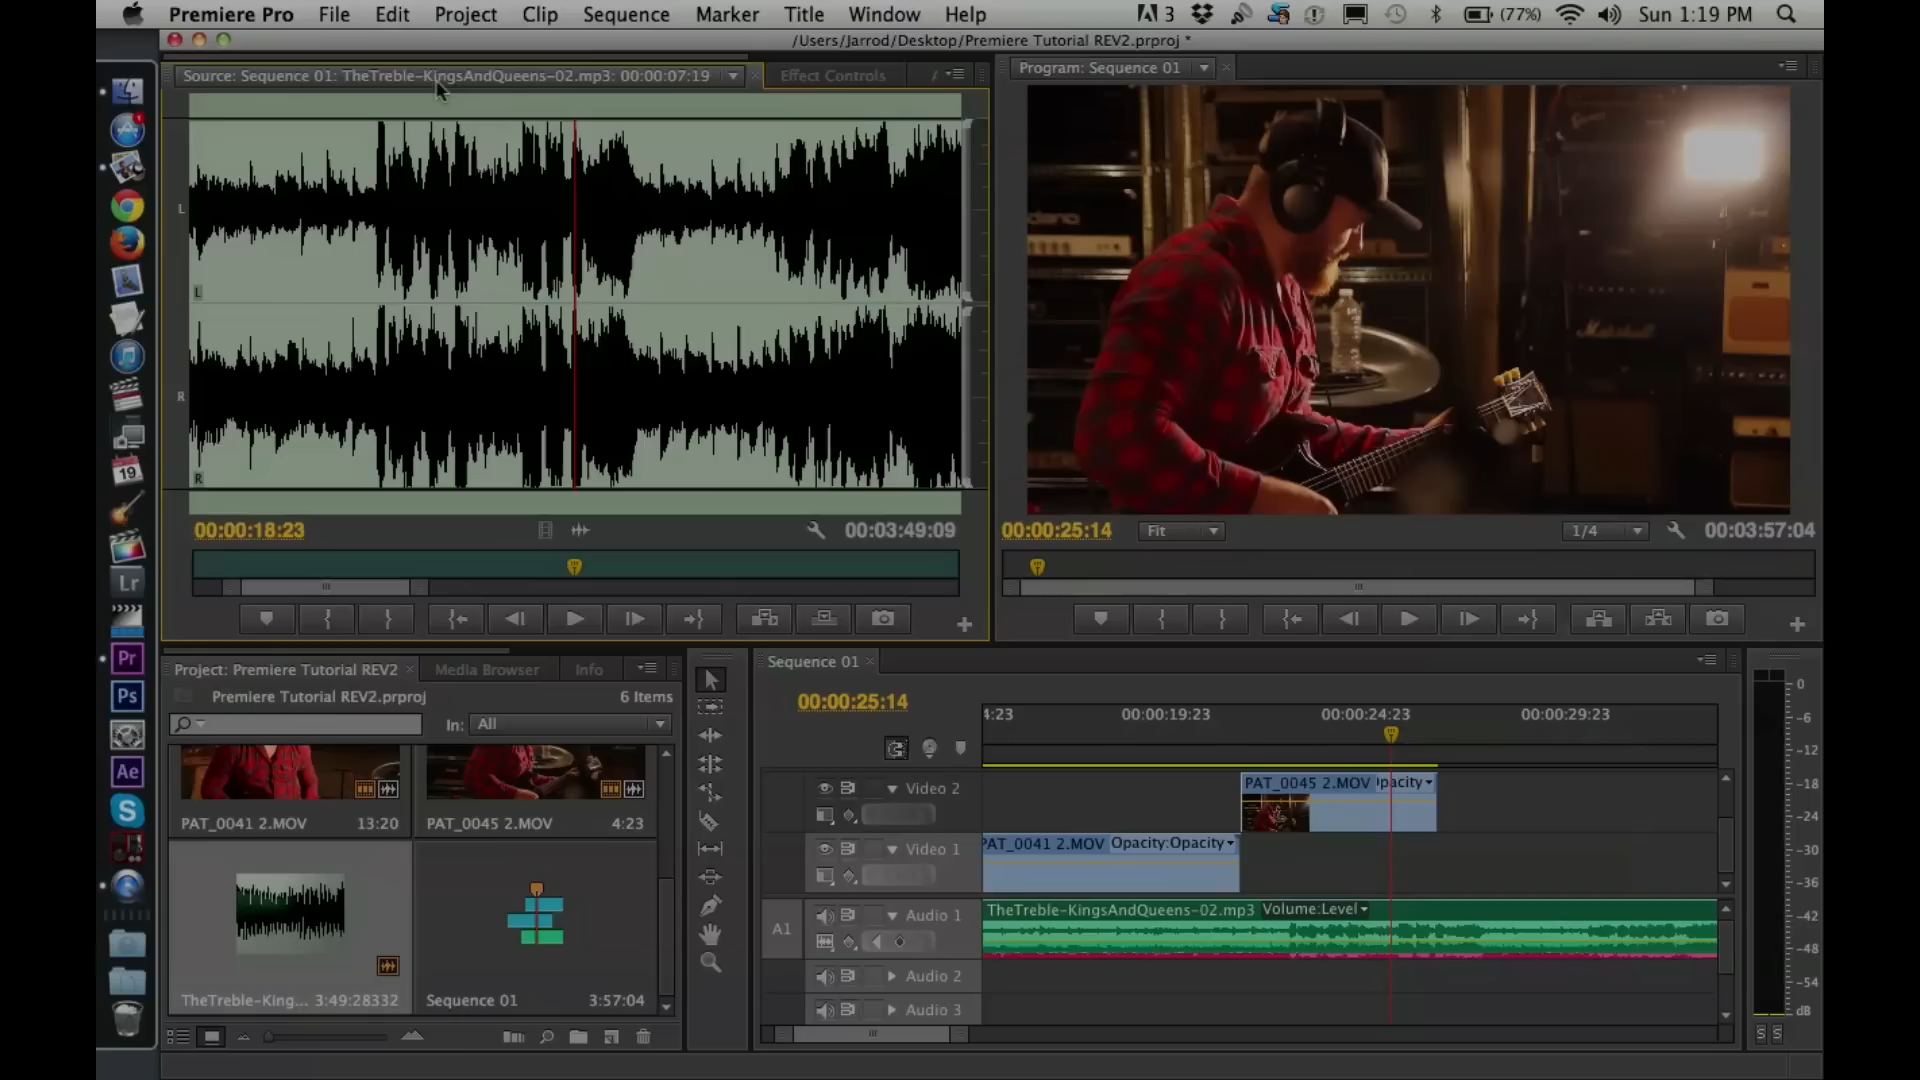 Premiere Pro File Edit Project Clip Sequence Marker Title Window Help 3 (77%) Sun 1:19 PM
/Users/Jarrod/Desktop/Premiere Tutorial REV2.prproj *
Source: Sequence 01: TheTreble-KingsAndQueens-02.mp3: 00:00:07:19 Effect Controls
Program: Sequence 01
L
L
R
R
00:00:18:23 00:03:49:09
00:00:25:14 Fit 1/4 00:03:57:04
Project: Premiere Tutorial REV2 Media Browser Info
Premiere Tutorial REV2.prproj 6 Items
In: All
PAT_0041 2.MOV 13:20 PAT_0045 2.MOV 4:23
TheTreble-King... 3:49:28332 Sequence 01 3:57:04
Sequence 01
00:00:25:14
4:23 00:00:19:23 00:00:24:23 00:00:29:23
Video 2 PAT_0045 2.MOV pacity
Video 1 PAT_0041 2.MOV Opacity:Opacity
A1 Audio 1 TheTreble-KingsAndQueens-02.mp3 Volume:Level
Audio 2
Audio 3
0
-6
-12
-18
-24
-30
-36
-42
-48
-54
dB
S S
19
Lr
Pr
Ps
Ae